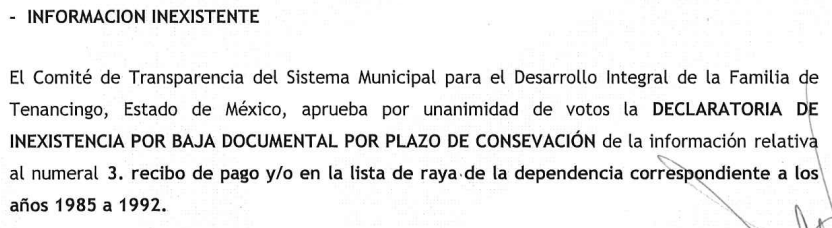 - INFORMACION INEXISTENTE
El Comité de Transparencia del Sistema Municipal para el Desarrollo Integral de la Familia de
Tenancingo, Estado de México, aprueba por unanimidad de votos la DECLARATORIA DE
INEXISTENCIA POR BAJA DOCUMENTAL POR PLAZO DE CONSEVACIÓN de la información relativa
al numeral 3. recibo de pago y/o en la lista de raya de la dependencia correspondiente a los
años 1985 a 1992.